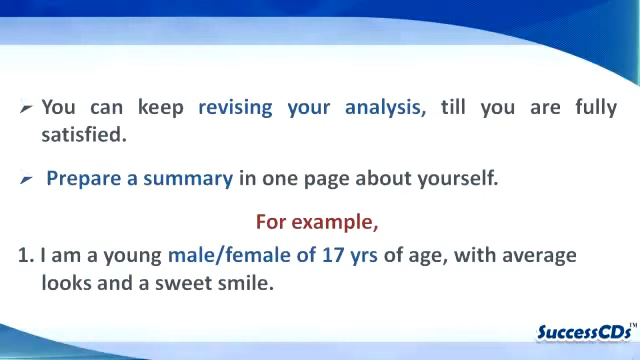 ➢ You can keep revising your analysis, till you are fully
satisfied.
➢ Prepare a summary in one page about yourself.
For example,
1. I am a young male/female of 17 yrs of age, with average
looks and a sweet smile.
SuccessCDs™